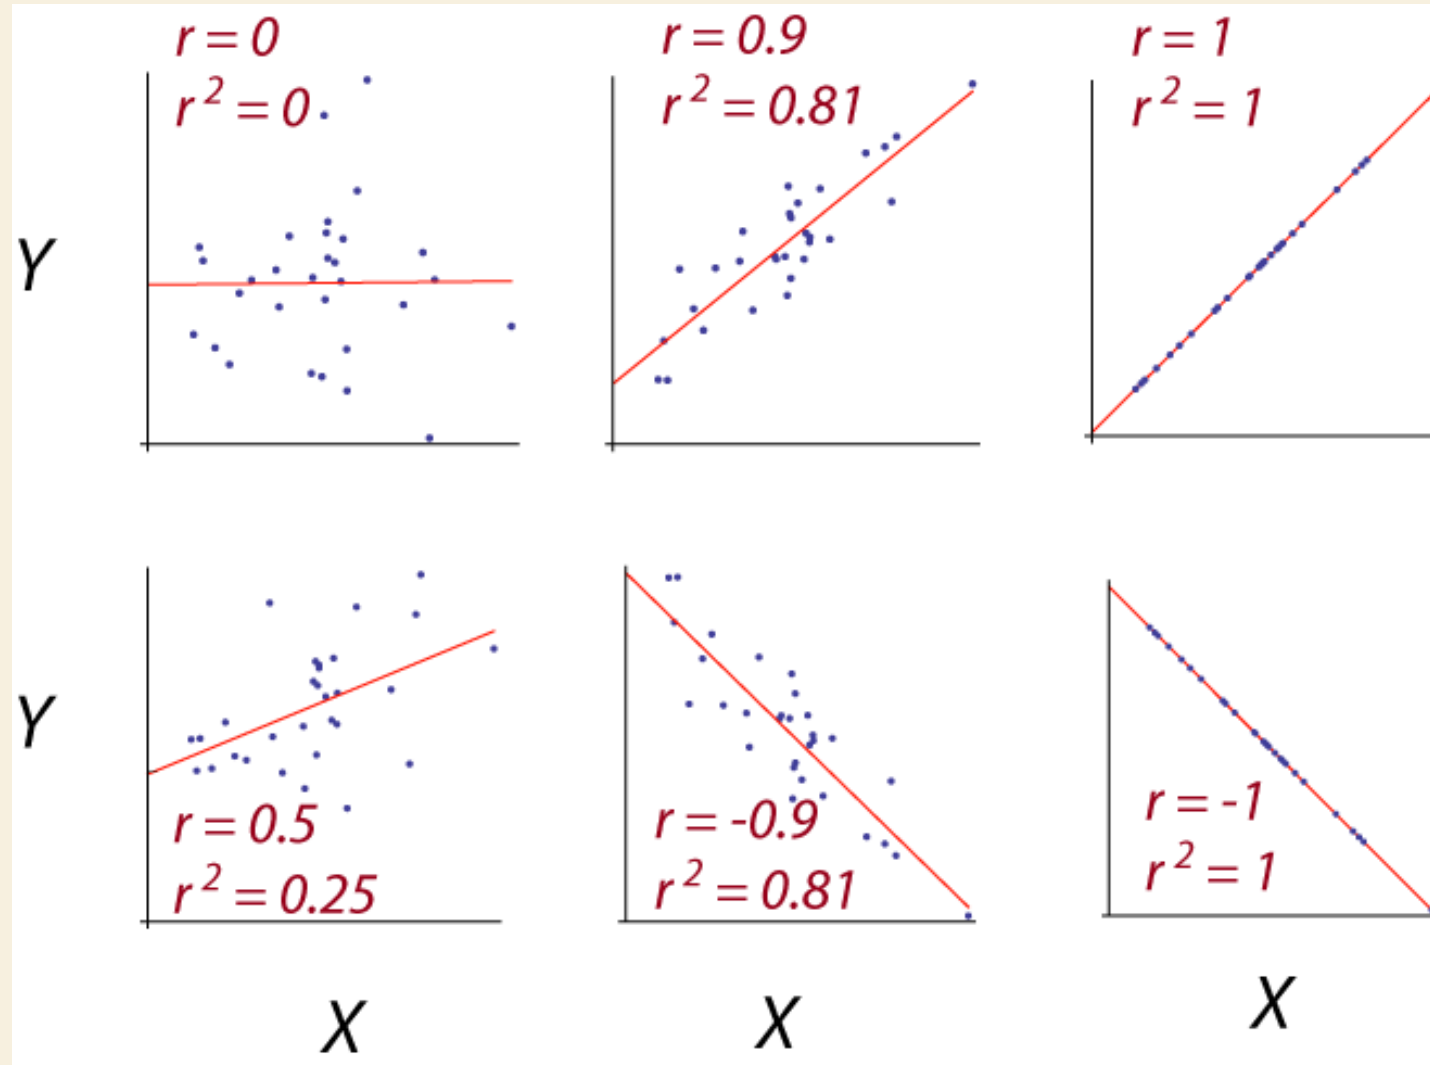 r = 0
r² = 0
r = 0.9
r² = 0.81
r = 1
r² = 1
Y
r = 0.5
r² = 0.25
r = -0.9
r² = 0.81
r = -1
r² = 1
Y
X
X
X